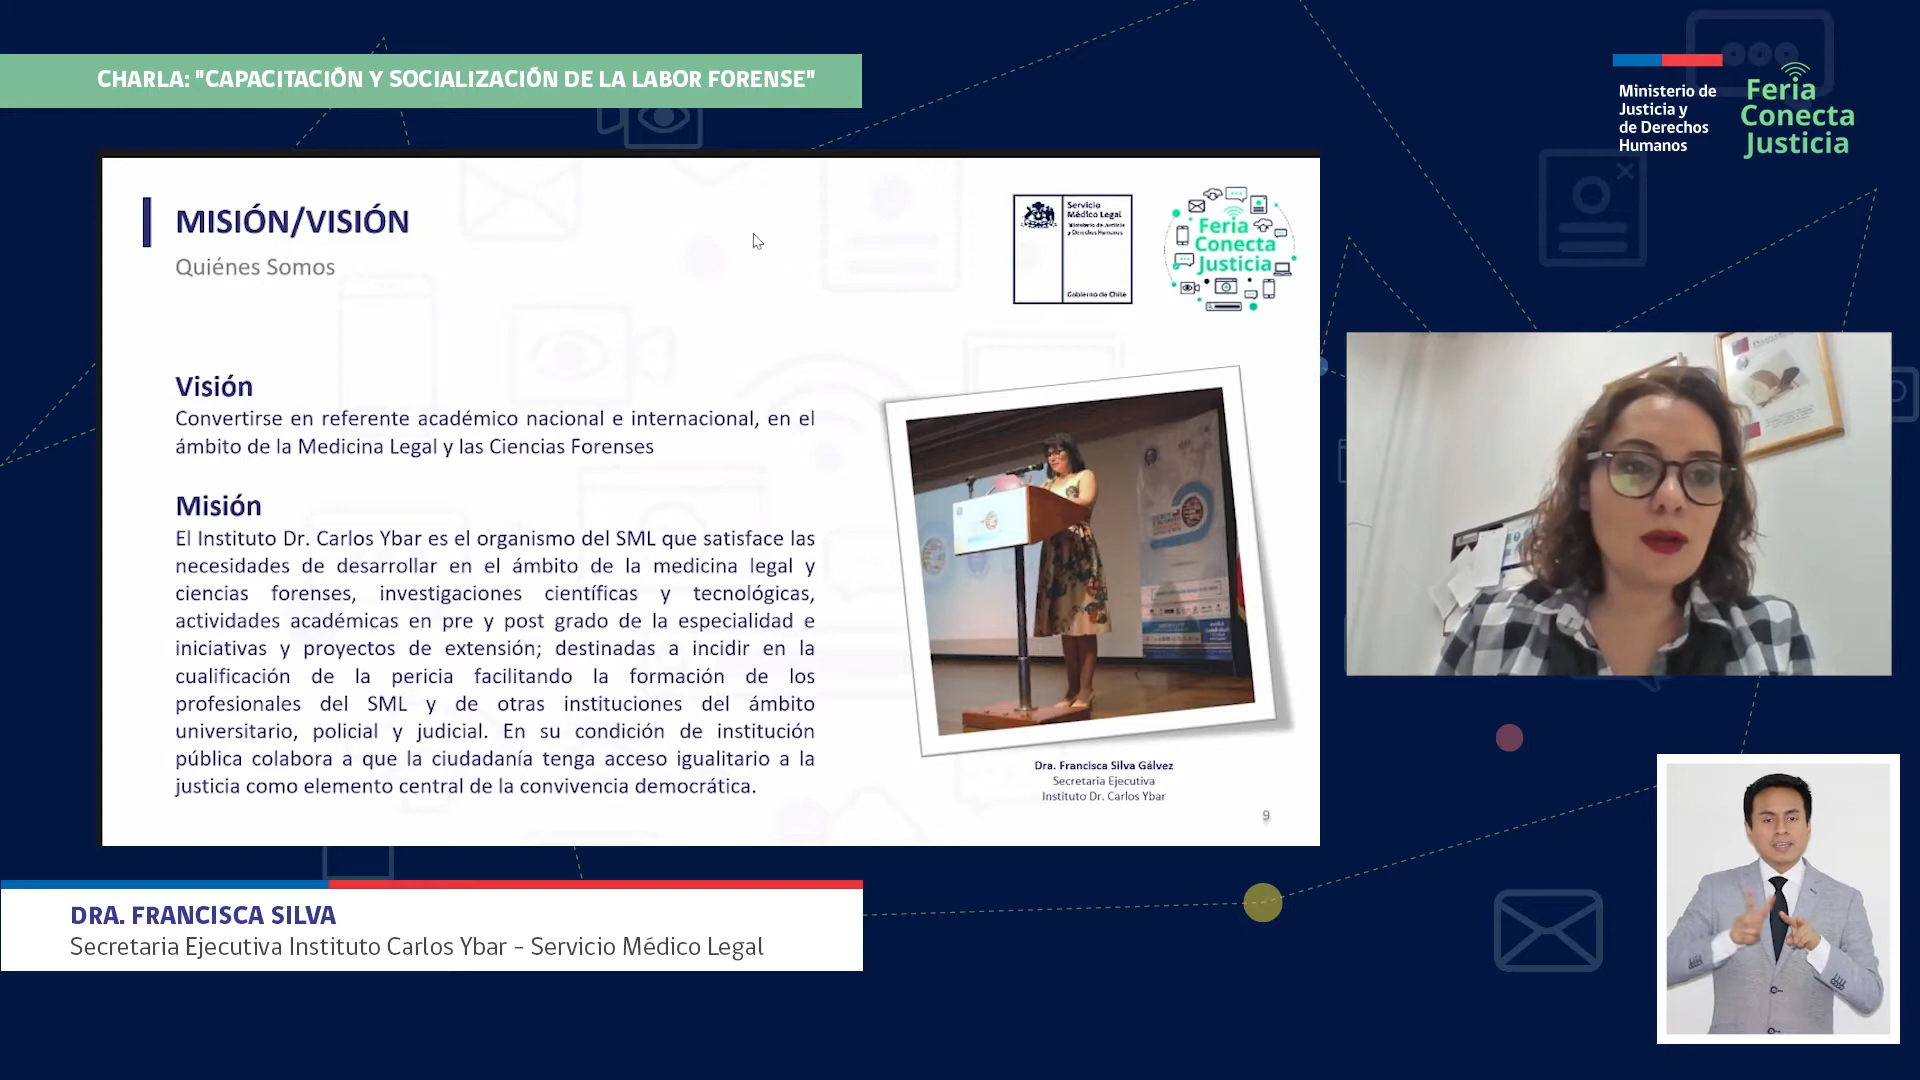 CHARLA: "CAPACITACIÓN Y SOCIALIZACIÓN DE LA LABOR FORENSE"
Ministerio de
Justicia y
de Derechos
Humanos
Feria
Conecta
Justicia
MISIÓN/VISIÓN
Quiénes Somos
Servicio
Médico Legal
Ministerio de Justicia
y Derechos Humanos
Gobierno de Chile
Feria
Conecta
Justicia
Visión
Convertirse en referente académico nacional e internacional, en el
ámbito de la Medicina Legal y las Ciencias Forenses
Misión
El Instituto Dr. Carlos Ybar es el organismo del SML que satisface las
necesidades de desarrollar en el ámbito de la medicina legal y
ciencias forenses, investigaciones científicas y tecnológicas,
actividades académicas en pre y post grado de la especialidad e
iniciativas y proyectos de extensión; destinadas a incidir en la
cualificación de la pericia facilitando la formación de los
profesionales del SML y de otras instituciones del ámbito
universitario, policial y judicial. En su condición de institución
pública colabora a que la ciudadanía tenga acceso igualitario a la
justicia como elemento central de la convivencia democrática.
Dra. Francisca Silva Gálvez
Secretaria Ejecutiva
Instituto Dr. Carlos Ybar
9
DRA. FRANCISCA SILVA
Secretaria Ejecutiva Instituto Carlos Ybar - Servicio Médico Legal